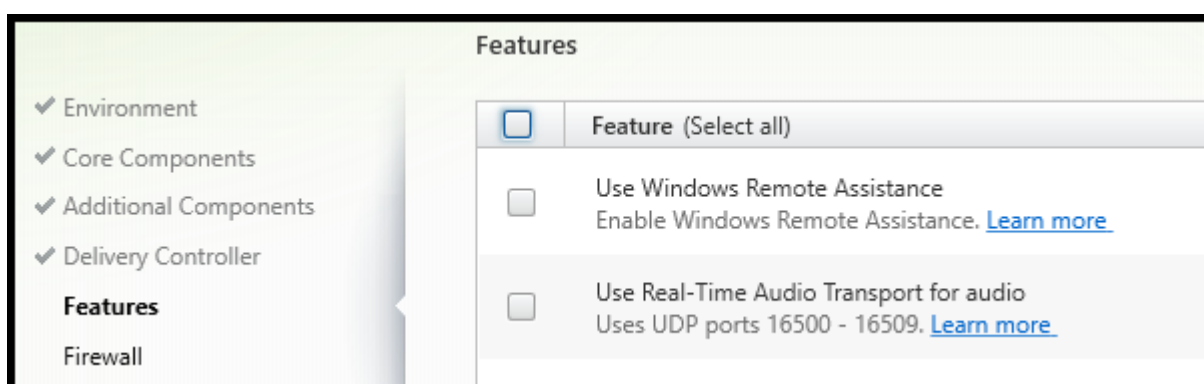 Features
Environment
Core Components
Additional Components
Delivery Controller
Features
Firewall
Feature (Select all)
Use Windows Remote Assistance
Enable Windows Remote Assistance. Learn more
Use Real-Time Audio Transport for audio
Uses UDP ports 16500 - 16509. Learn more